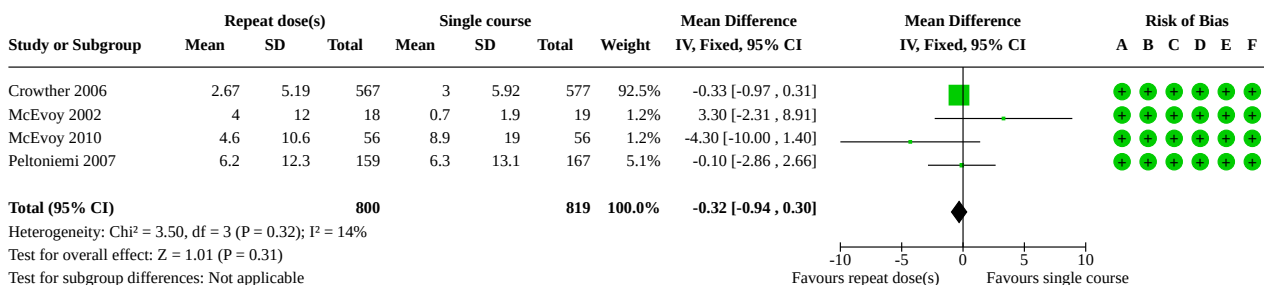 Repeat dose(s) Single course Mean Difference Mean Difference Risk of Bias
Study or Subgroup Mean SD Total Mean SD Total Weight IV, Fixed, 95% CI IV, Fixed, 95% CI A B C D E F
Crowther 2006 2.67 5.19 567 3 5.92 577 92.5% -0.33 [-0.97 , 0.31] + + + + + +
McEvoy 2002 4 12 18 0.7 1.9 19 1.2% 3.30 [-2.31 , 8.91] + + + + + +
McEvoy 2010 4.6 10.6 56 8.9 19 56 1.2% -4.30 [-10.00 , 1.40] + + + + + +
Peltoniemi 2007 6.2 12.3 159 6.3 13.1 167 5.1% -0.10 [-2.86 , 2.66] + + + + + +
Total (95% CI) 800 819 100.0% -0.32 [-0.94 , 0.30]
Heterogeneity: Chi² = 3.50, df = 3 (P = 0.32); I² = 14%
Test for overall effect: Z = 1.01 (P = 0.31)
-10 -5 0 5 10
Test for subgroup differences: Not applicable
Favours repeat dose(s) Favours single course